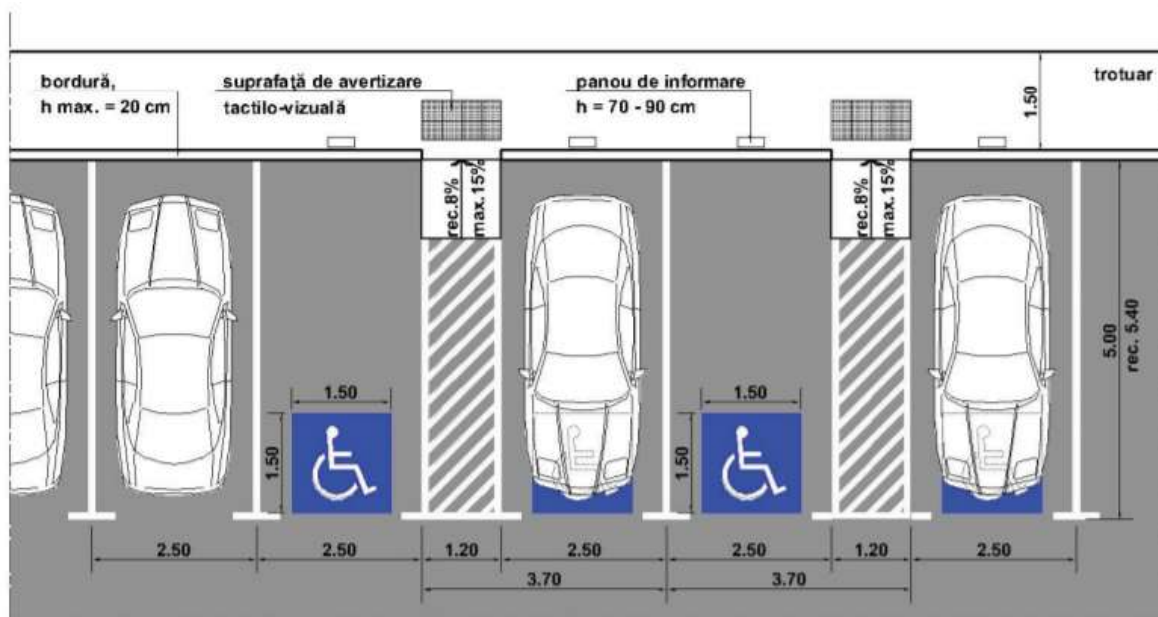 bordură,
h max. = 20 cm
suprafaţă de avertizare
tactilo-vizuală
panou de informare
h = 70 - 90 cm
trotuar
1.50
rec.8%
max.15%
rec.8%
max.15%
5.00
rec. 5.40
1.50
1.50
1.50
1.50
2.50
2.50
1.20
2.50
2.50
1.20
2.50
3.70
3.70